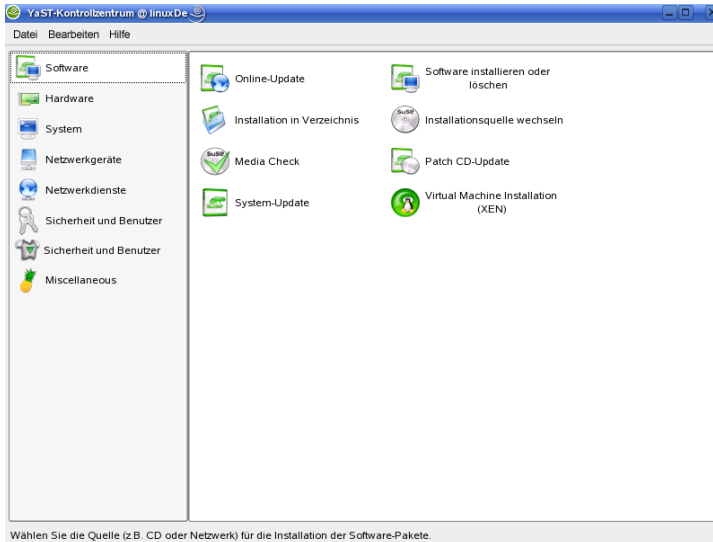 YaST-Kontrollzentrum @ linuxDe
Datei Bearbeiten Hilfe
Software
Hardware
System
Netzwerkgeräte
Netzwerkdienste
Sicherheit und Benutzer
Sicherheit und Benutzer
Miscellaneous
Online-Update
Software installieren oder
löschen
Installation in Verzeichnis
Installationsquelle wechseln
Media Check
Patch CD-Update
System-Update
Virtual Machine Installation
(XEN)
Wählen Sie die Quelle (z.B. CD oder Netzwerk) für die Installation der Software-Pakete.